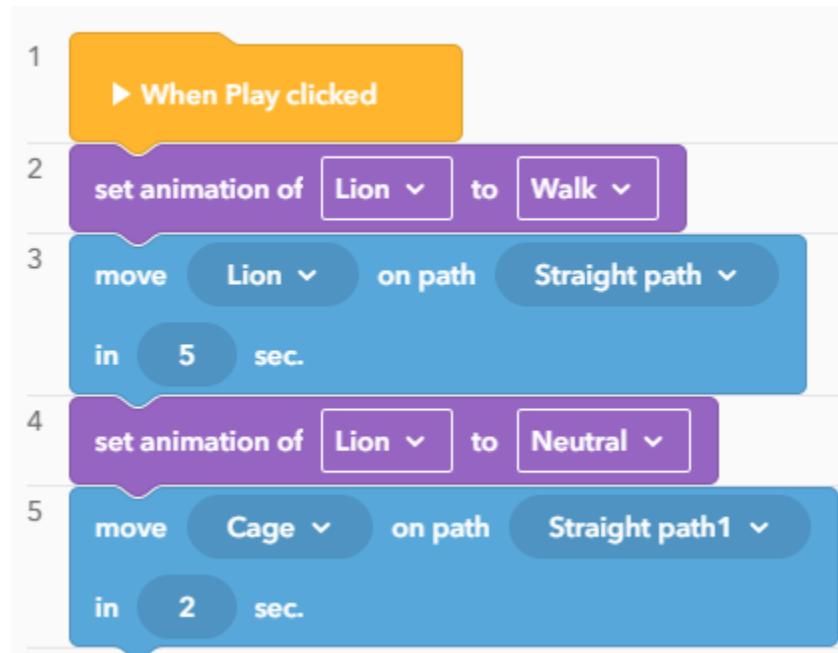 1
When Play clicked
2
set animation of Lion to Walk
3
move Lion on path Straight path
in 5 sec.
4
set animation of Lion to Neutral
5
move Cage on path Straight path1
in 2 sec.